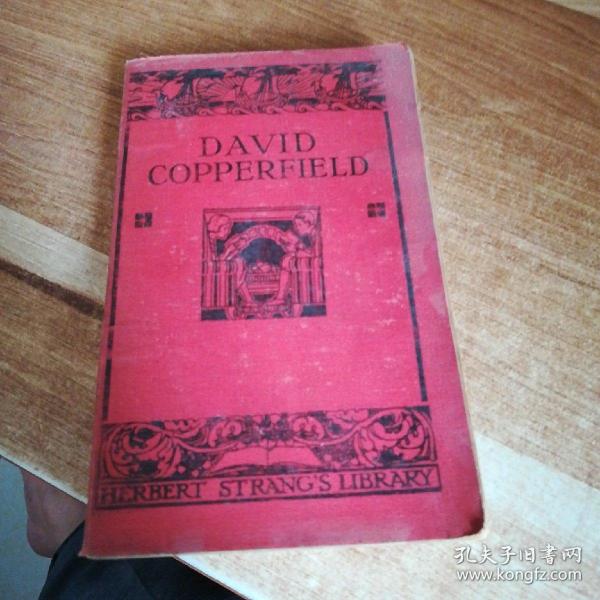 DAVID
COPPERFIELD
HERBERT STRANG'S LIBRARY
孔夫子旧书网
www.kongfz.com